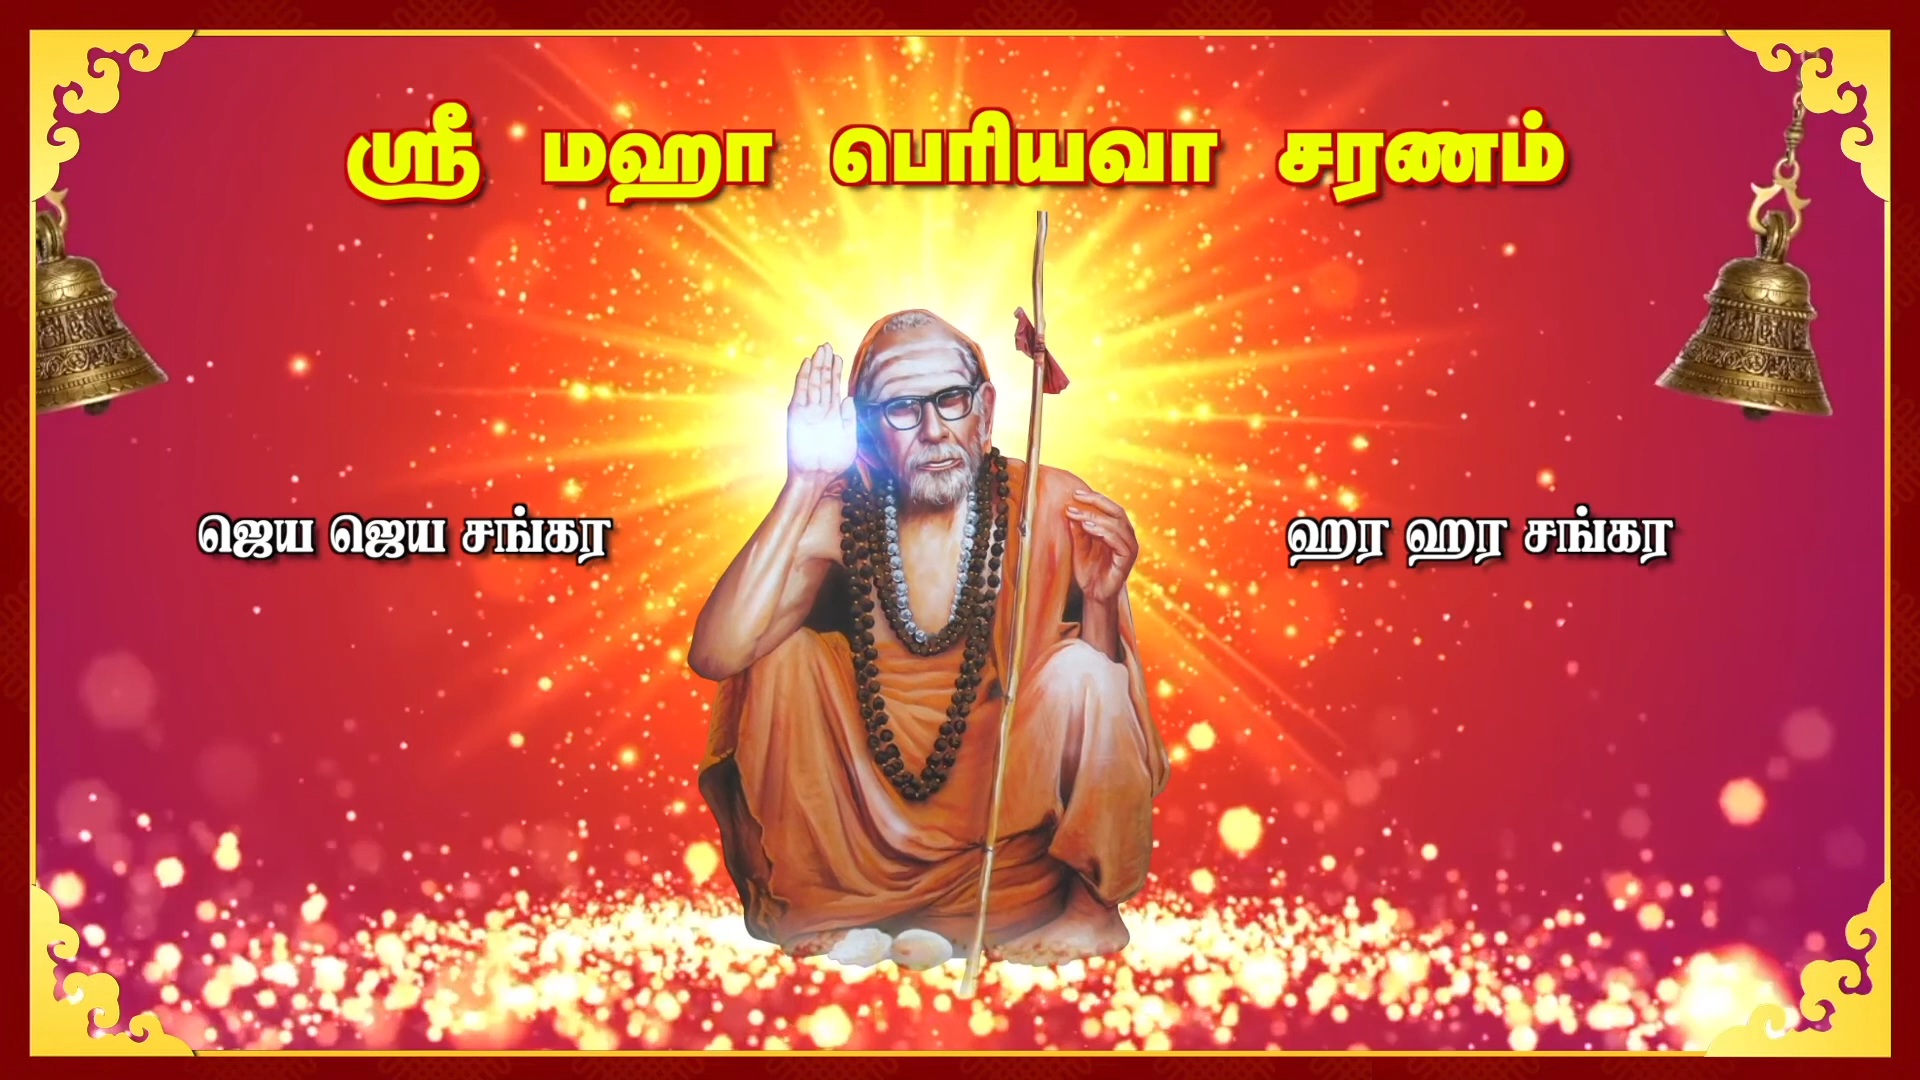 ஸ்ரீ மஹா பெரியவா சரணம்
ஜெய ஜெய சங்கர
ஹர ஹர சங்கர